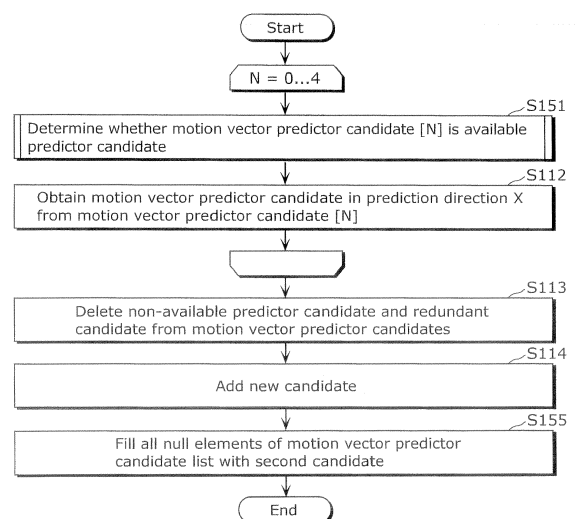 Start
N = 0...4
S151
Determine whether motion vector predictor candidate [N] is available
predictor candidate
S112
Obtain motion vector predictor candidate in prediction direction X
from motion vector predictor candidate [N]
S113
Delete non-available predictor candidate and redundant
candidate from motion vector predictor candidates
S114
Add new candidate
S155
Fill all null elements of motion vector predictor
candidate list with second candidate
End